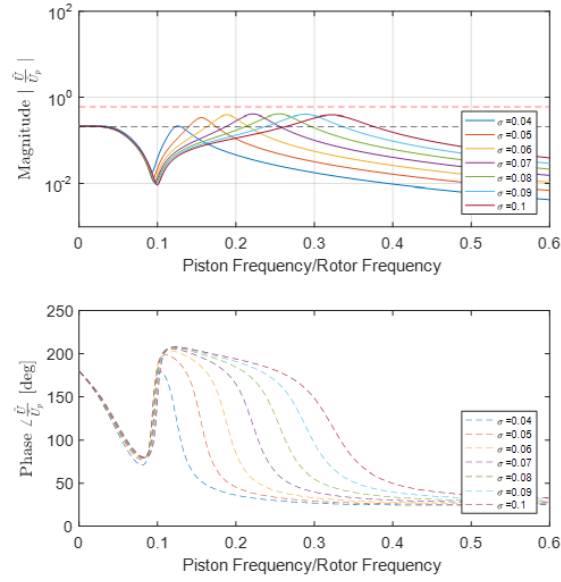 10^2
10^0
10^-2
Magnitude | Ũ/U_p |
0 0.1 0.2 0.3 0.4 0.5 0.6
Piston Frequency/Rotor Frequency
σ =0.04
σ =0.05
σ =0.06
σ =0.07
σ =0.08
σ =0.09
σ =0.1
250
200
150
100
50
0
Phase ∠ Ũ/U_p [deg]
0 0.1 0.2 0.3 0.4 0.5 0.6
Piston Frequency/Rotor Frequency
σ =0.04
σ =0.05
σ =0.06
σ =0.07
σ =0.08
σ =0.09
σ =0.1